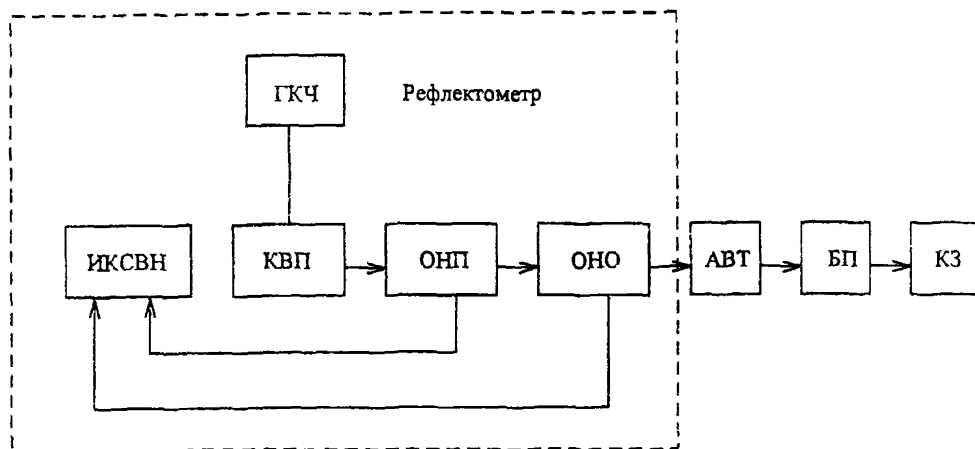 ГКЧ
Рефлектометр
ИКСВН
КВП
ОНП
ОНО
АВТ
БП
КЗ